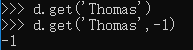 >>> d.get('Thomas')
>>> d.get('Thomas',-1)
-1